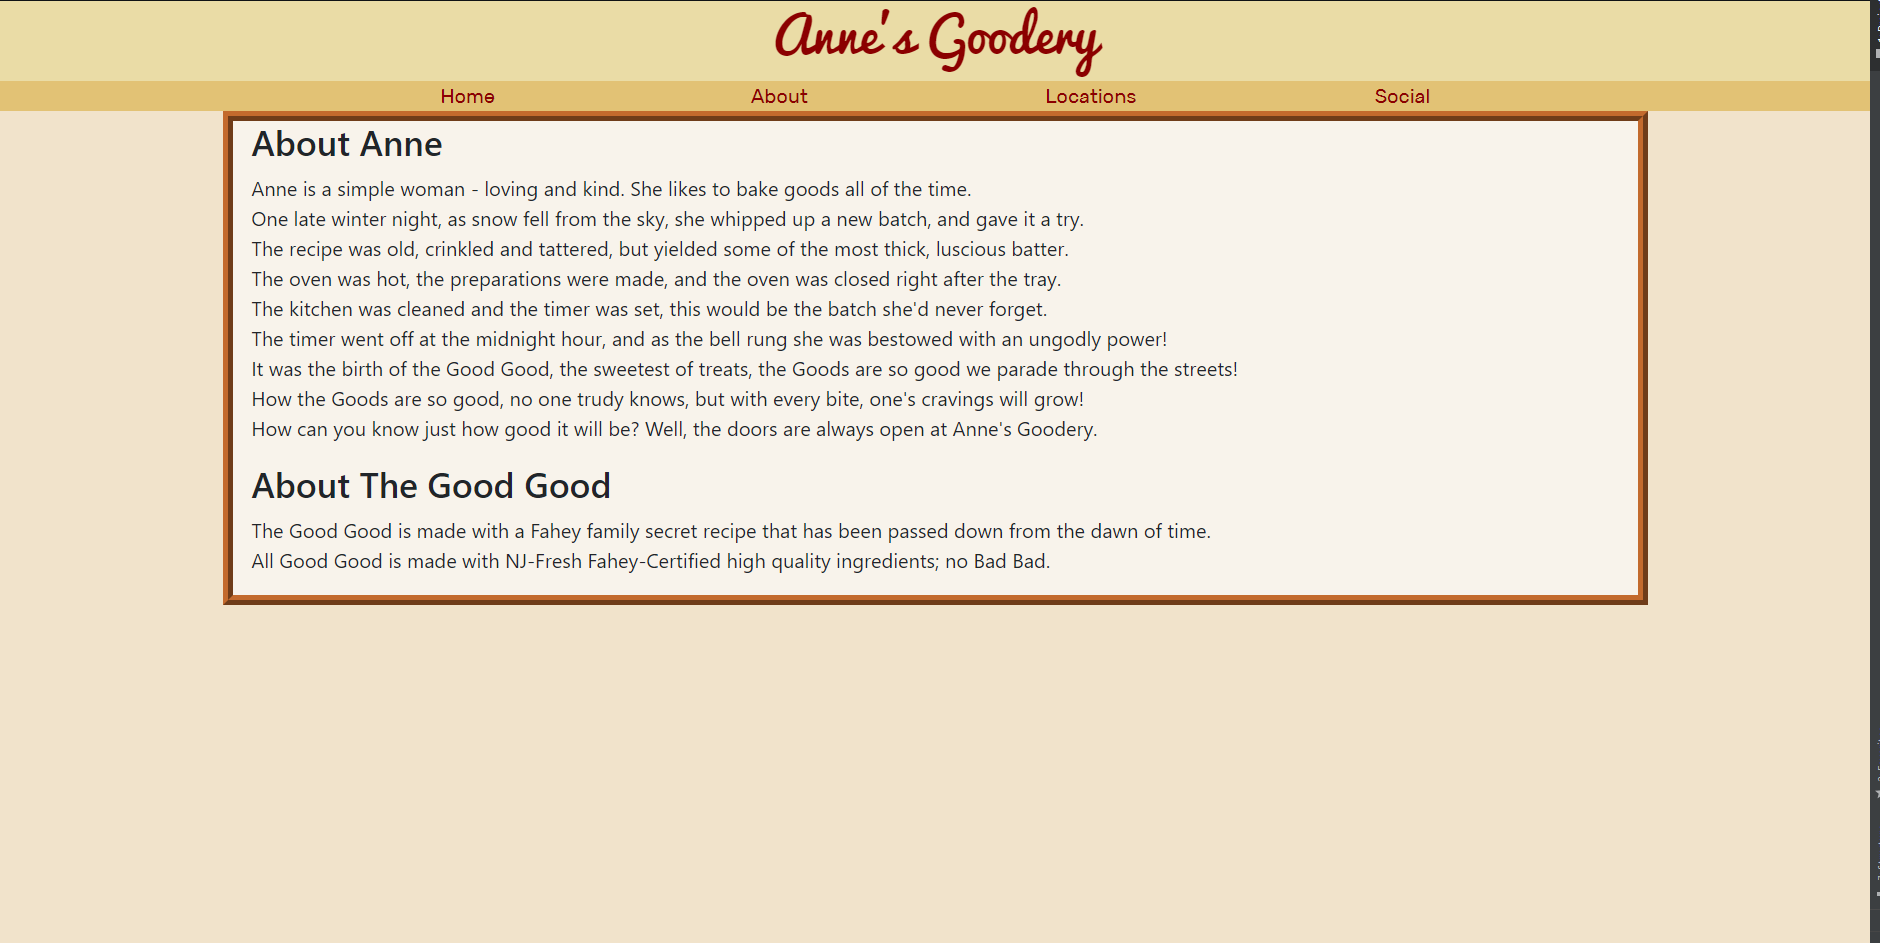 Anne's Goodery
Home About Locations Social
About Anne
Anne is a simple woman - loving and kind. She likes to bake goods all of the time.
One late winter night, as snow fell from the sky, she whipped up a new batch, and gave it a try.
The recipe was old, crinkled and tattered, but yielded some of the most thick, luscious batter.
The oven was hot, the preparations were made, and the oven was closed right after the tray.
The kitchen was cleaned and the timer was set, this would be the batch she'd never forget.
The timer went off at the midnight hour, and as the bell rung she was bestowed with an ungodly power!
It was the birth of the Good Good, the sweetest of treats, the Goods are so good we parade through the streets!
How the Goods are so good, no one trudy knows, but with every bite, one's cravings will grow!
How can you know just how good it will be? Well, the doors are always open at Anne's Goodery.
About The Good Good
The Good Good is made with a Fahey family secret recipe that has been passed down from the dawn of time.
All Good Good is made with NJ-Fresh Fahey-Certified high quality ingredients; no Bad Bad.